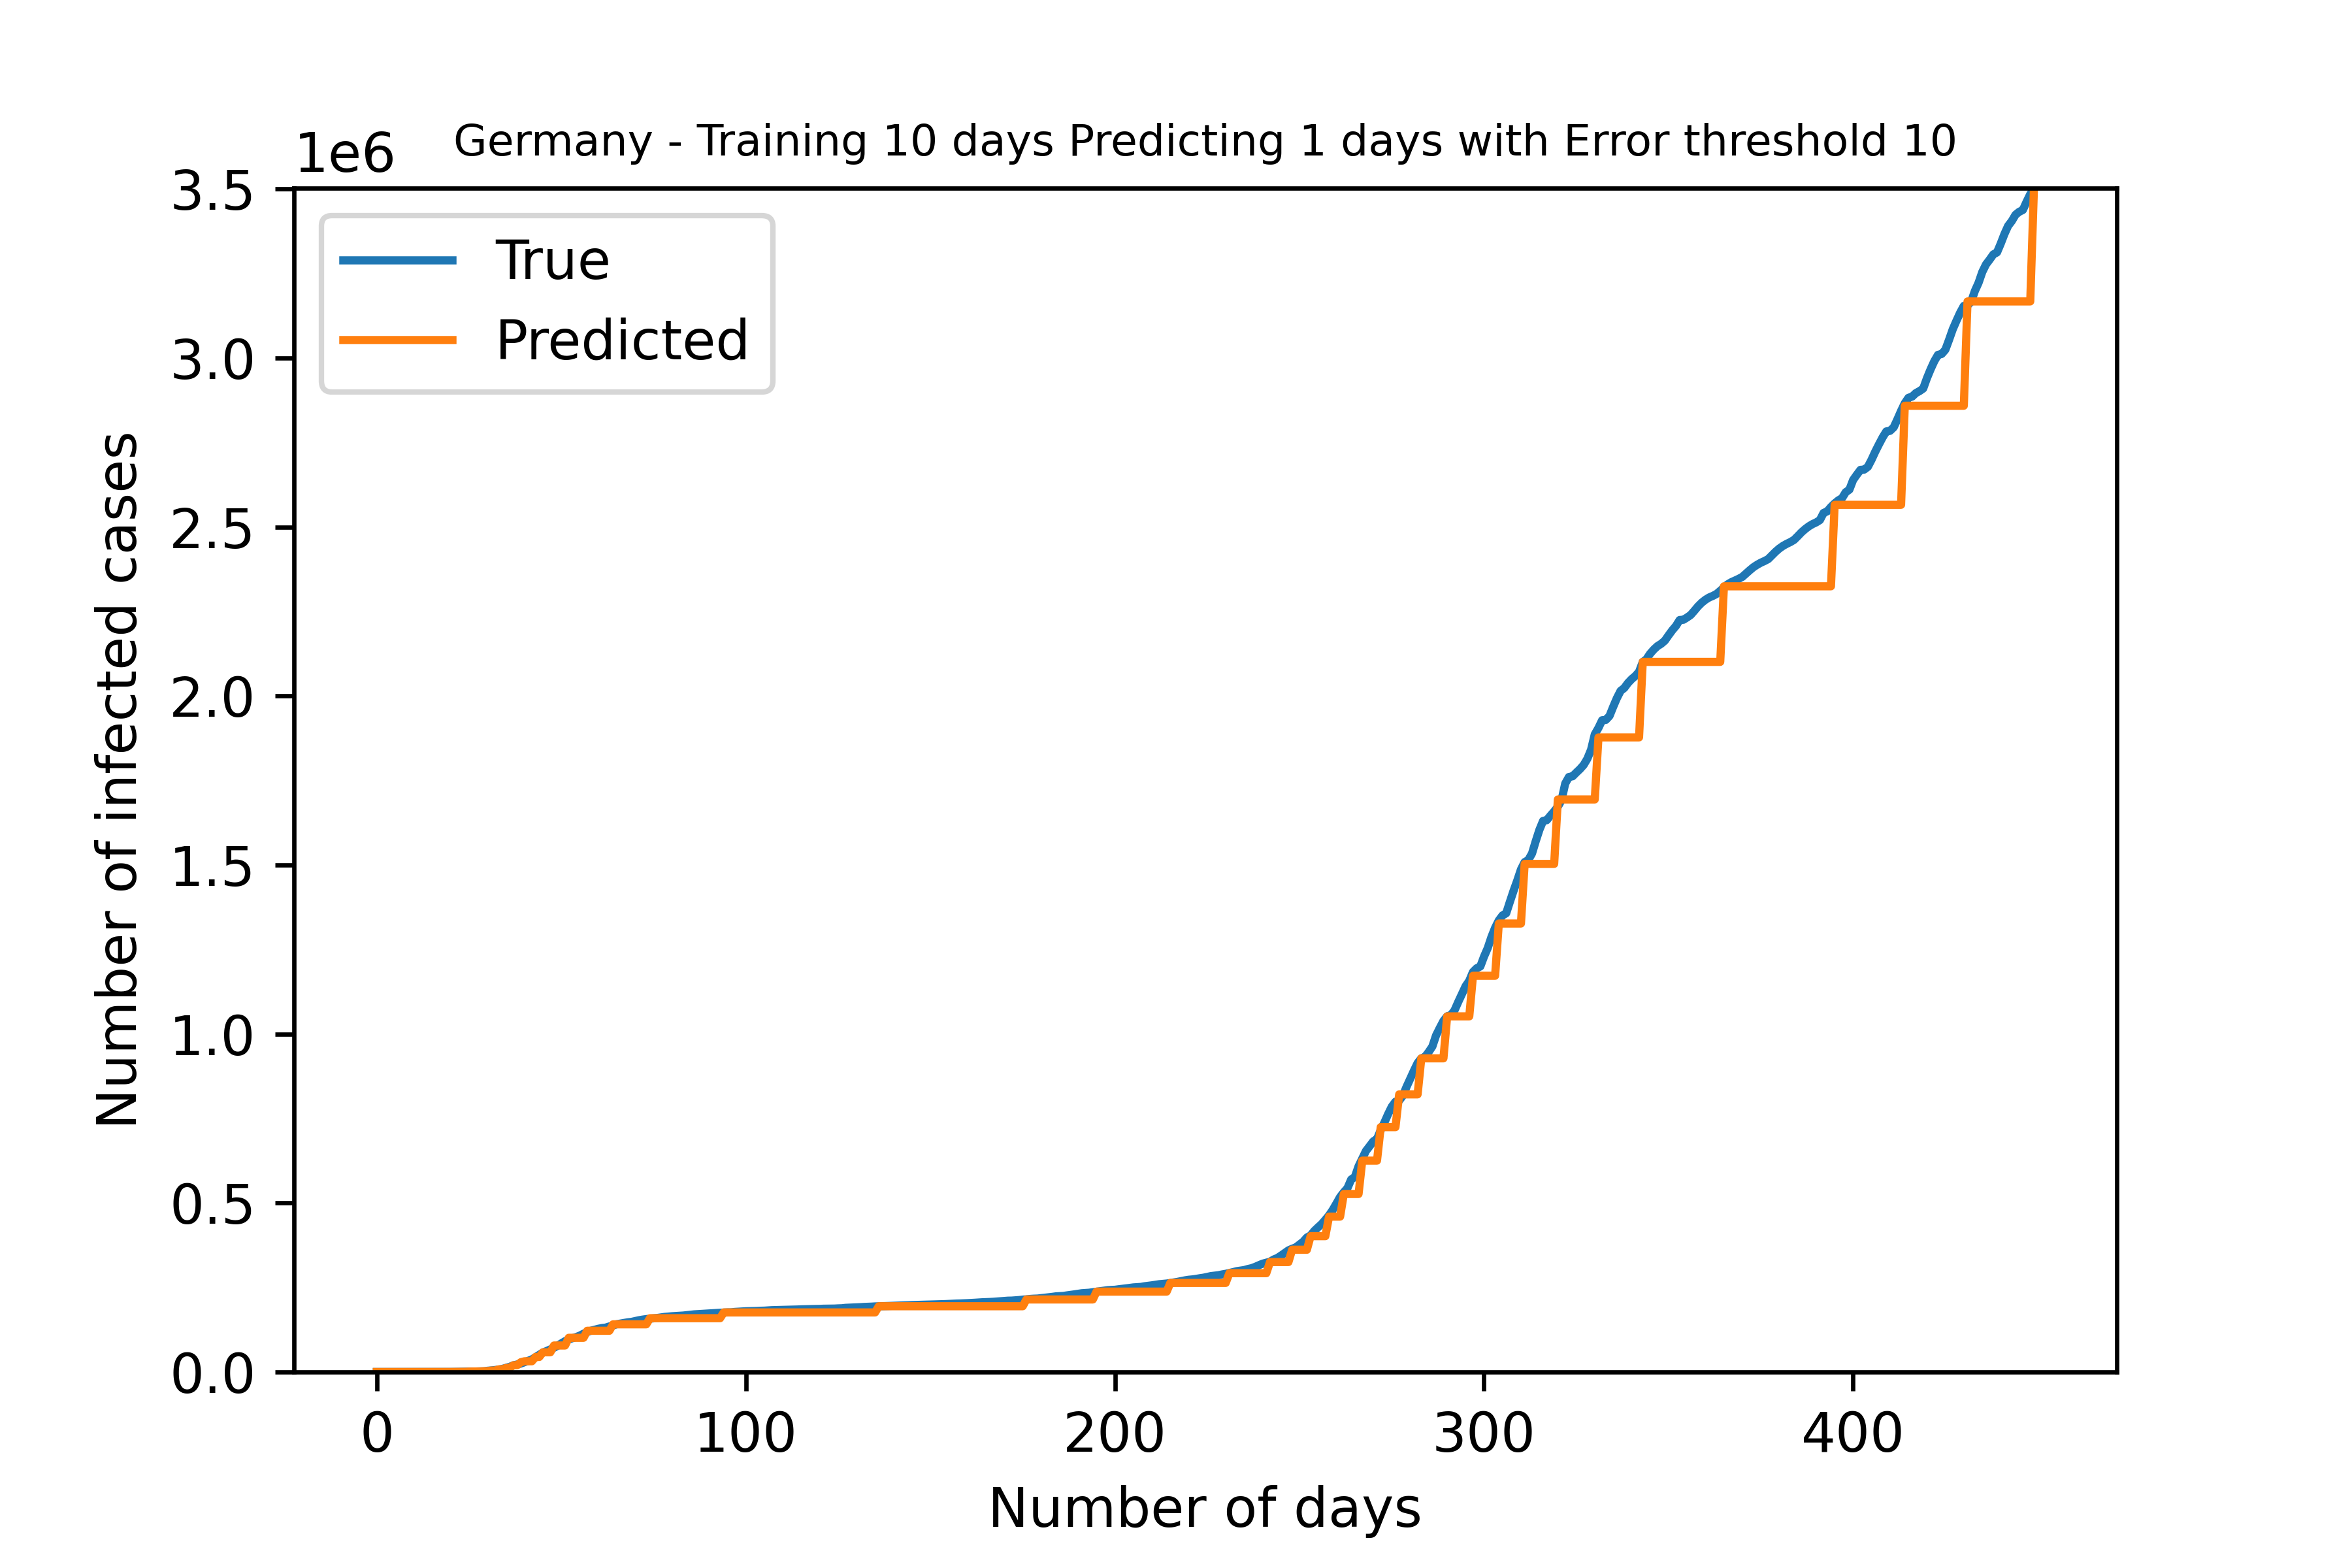 Germany - Training 10 days Predicting 1 days with Error threshold 10
1e6
3.5
3.0
2.5
2.0
1.5
1.0
0.5
0.0
True
Predicted
Number of infected cases
0 100 200 300 400
Number of days